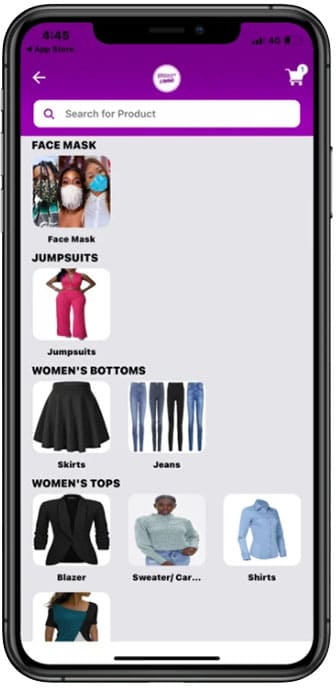 4:45
4G
◀ App Store
1
Search for Product
FACE MASK
Face Mask
JUMPSUITS
Jumpsuits
WOMEN'S BOTTOMS
Skirts
Jeans
WOMEN'S TOPS
Blazer
Sweater/ Car...
Shirts